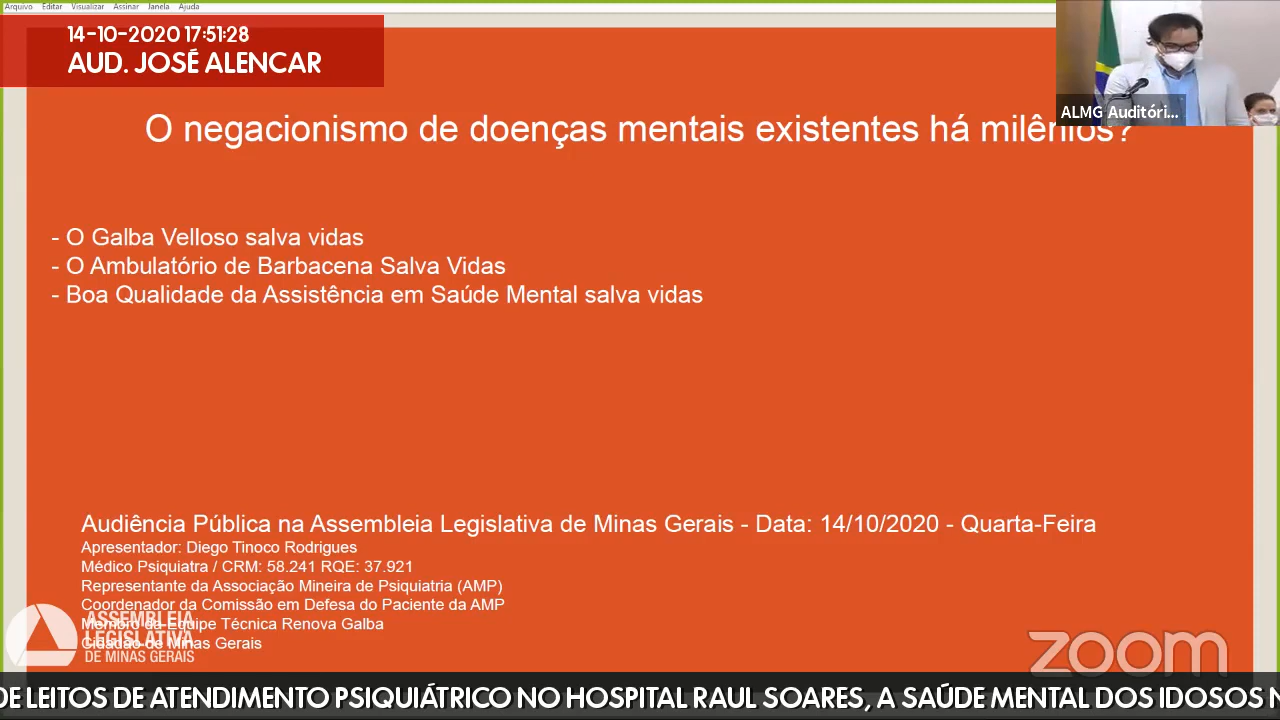 Arquivo Editar Visualizar Assinar Janela Ajuda
14-10-2020 17:51:28
AUD. JOSÉ ALENCAR
ALMG Auditóri...
O negacionismo de doenças mentais existentes há milênios?
- O Galba Velloso salva vidas
- O Ambulatório de Barbacena Salva Vidas
- Boa Qualidade da Assistência em Saúde Mental salva vidas
Audiência Pública na Assembleia Legislativa de Minas Gerais - Data: 14/10/2020 - Quarta-Feira
Apresentador: Diego Tinoco Rodrigues
Médico Psiquiatra / CRM: 58.241 RQE: 37.921
Representante da Associação Mineira de Psiquiatria (AMP)
Coordenador da Comissão em Defesa do Paciente da AMP
Membro da Equipe Técnica Renova Galba
Cidadão de Minas Gerais
ASSEMBLEIA
LEGISLATIVA
DE MINAS GERAIS
zoom
DE LEITOS DE ATENDIMENTO PSIQUIÁTRICO NO HOSPITAL RAUL SOARES, A SAÚDE MENTAL DOS IDOSOS N